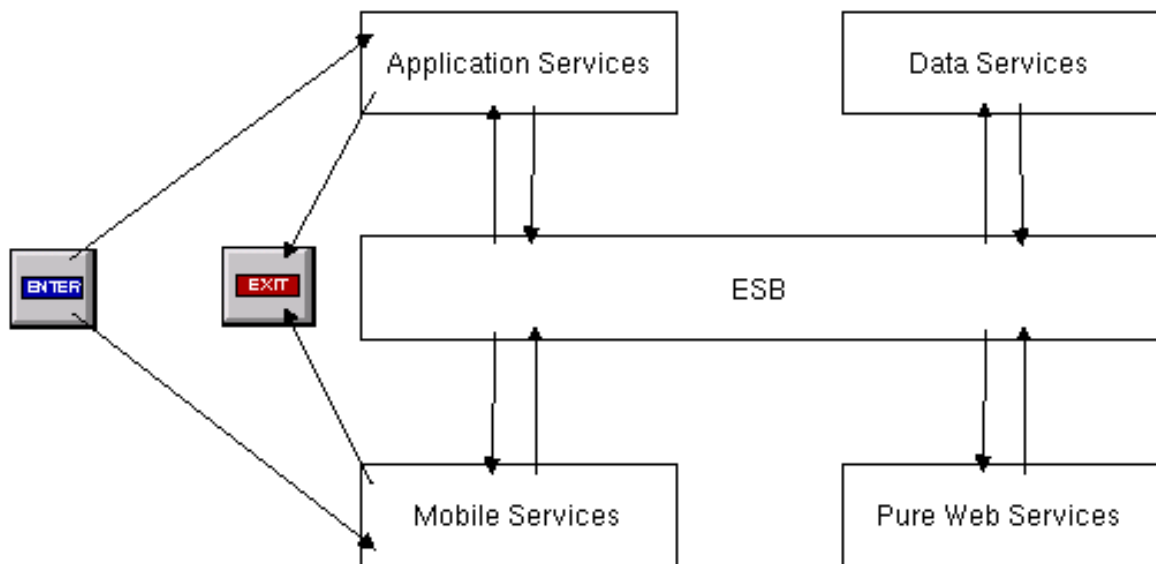 Application Services
Data Services
ENTER
EXIT
ESB
Mobile Services
Pure Web Services